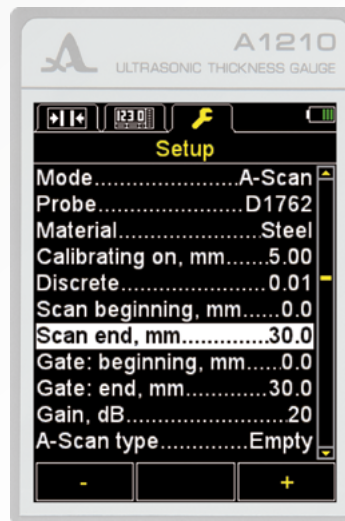 A1210
ULTRASONIC THICKNESS GAUGE
123.0
Setup
Mode....................A-Scan
Probe....................D1762
Material....................Steel
Calibrating on, mm.......5.00
Discrete....................0.01
Scan beginning, mm......0.0
Scan end, mm..............30.0
Gate: beginning, mm......0.0
Gate: end, mm.............30.0
Gain, dB.......................20
A-Scan type.............Empty
- +